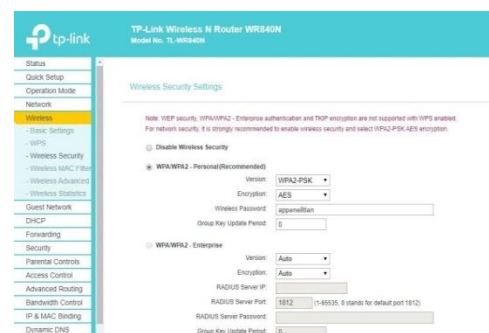 tp-link
TP-Link Wireless N Router WR840N
Model No. TL-WR840N
Status
Quick Setup
Operation Mode
Network
Wireless
- Basic Settings
- WPS
- Wireless Security
- Wireless MAC Filter
- Wireless Advanced
- Wireless Statistics
Guest Network
DHCP
Forwarding
Security
Parental Controls
Access Control
Advanced Routing
Bandwidth Control
IP & MAC Binding
Dynamic DNS
Wireless Security Settings
Note: WEP security, WPA/WPA2 - Enterprise authentication and TKIP encryption are not supported with WPS enabled.
For network security, it is strongly recommended to enable wireless security and select WPA2-PSK AES encryption.
Disable Wireless Security
WPA/WPA2 - Personal(Recommended)
Version: WPA2-PSK
Encryption: AES
Wireless Password:
Group Key Update Period: 0
WPA/WPA2 - Enterprise
Version: Auto
Encryption: Auto
RADIUS Server IP:
RADIUS Server Port: 1812 (1-65535, 0 stands for default port 1812)
RADIUS Server Password:
Group Key Update Period: 0